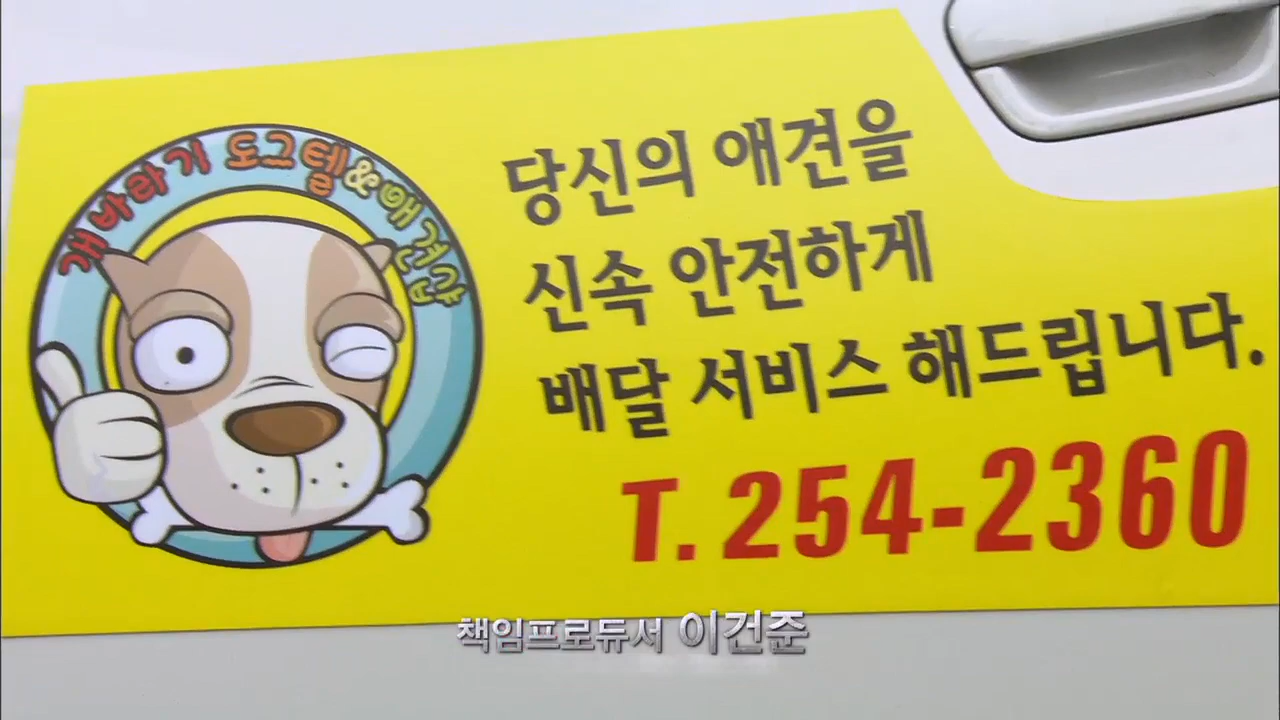 개바라기 도그텔&애견샵
당신의 애견을
신속 안전하게
배달 서비스 해드립니다.
T. 254-2360
책임프로듀서 이건준